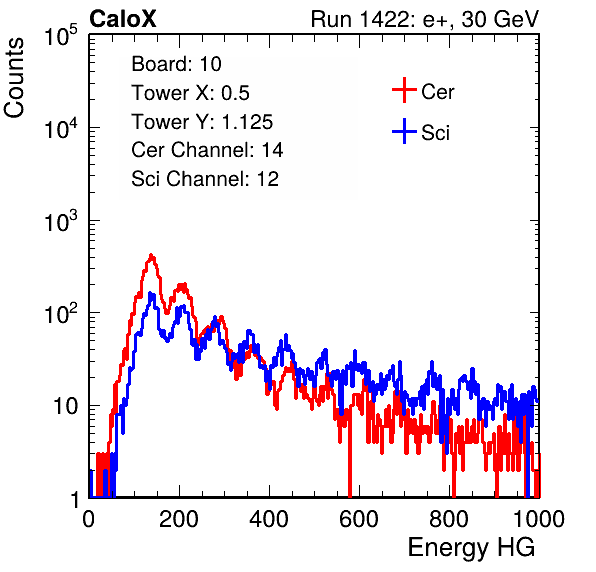 CaloX Run 1422: e+, 30 GeV
Counts
Board: 10
Tower X: 0.5
Tower Y: 1.125
Cer Channel: 14
Sci Channel: 12
Cer
Sci
10^5
10^4
10^3
10^2
10
1
0 200 400 600 800 1000
Energy HG